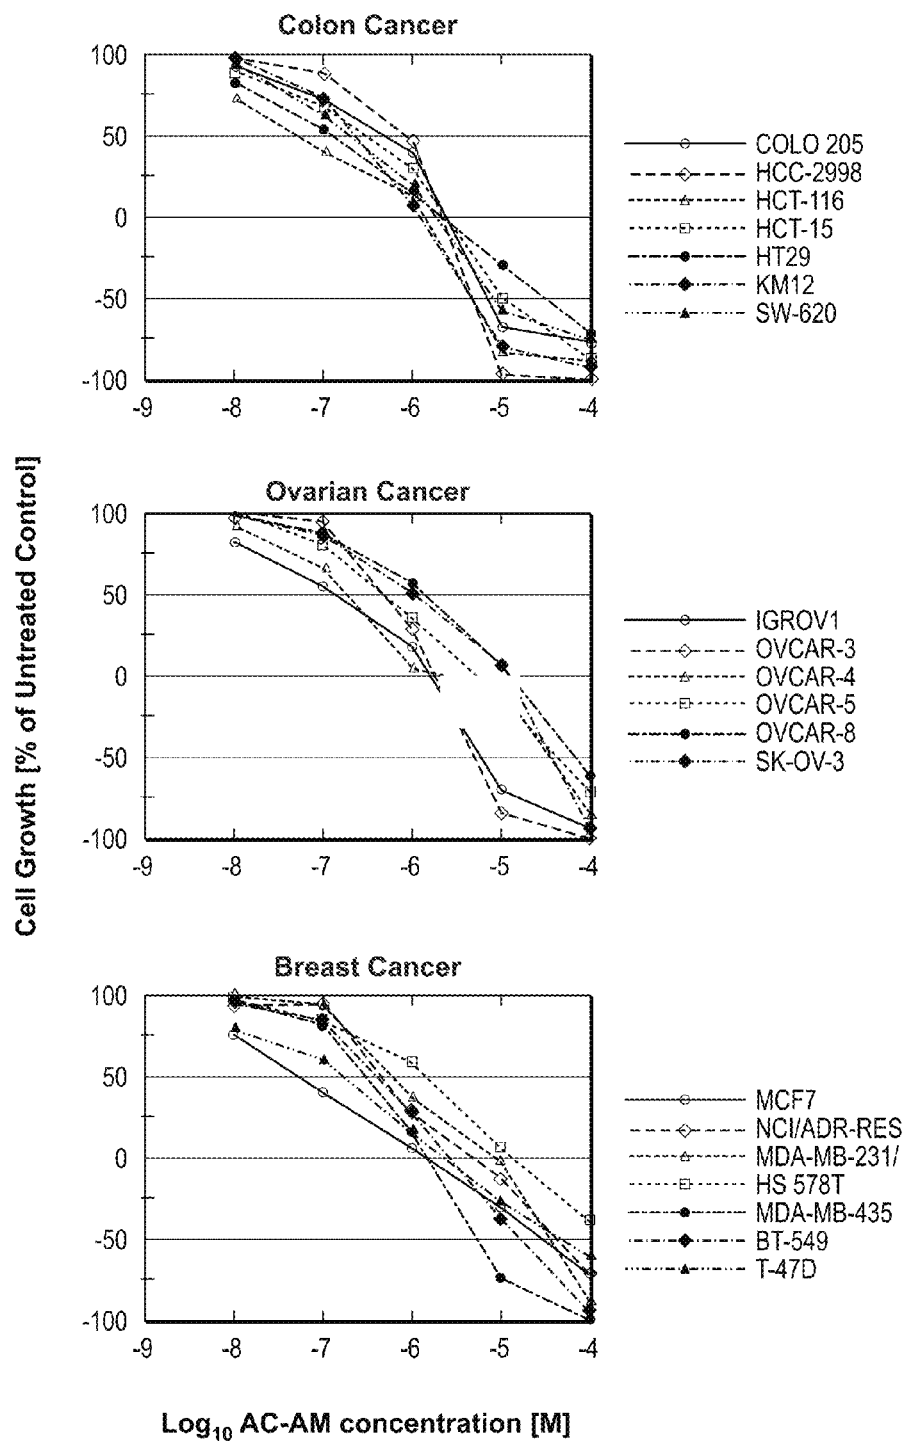 Colon Cancer
100
50
0
-50
-100
-9 -8 -7 -6 -5 -4
COLO 205
HCC-2998
HCT-116
HCT-15
HT29
KM12
SW-620
Cell Growth [% of Untreated Control]
Ovarian Cancer
100
50
0
-50
-100
-9 -8 -7 -6 -5 -4
IGROV1
OVCAR-3
OVCAR-4
OVCAR-5
OVCAR-8
SK-OV-3
Breast Cancer
100
50
0
-50
-100
-9 -8 -7 -6 -5 -4
MCF7
NCI/ADR-RES
MDA-MB-231/
HS 578T
MDA-MB-435
BT-549
T-47D
Log10 AC-AM concentration [M]